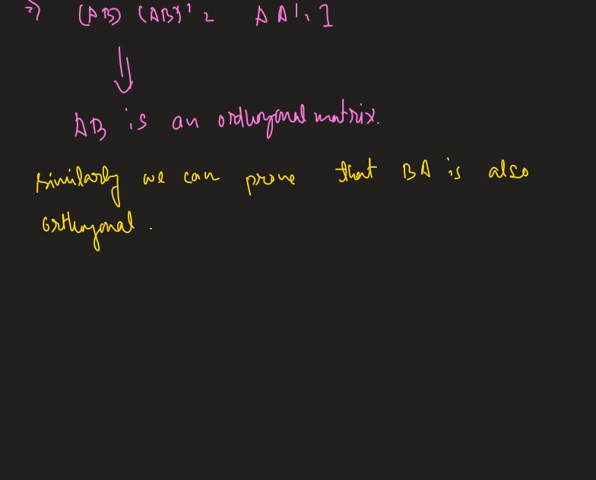 => (AB) (AB)' = AA' = I
AB is an orthogonal matrix.
Similarly we can prove that BA is also
orthogonal.